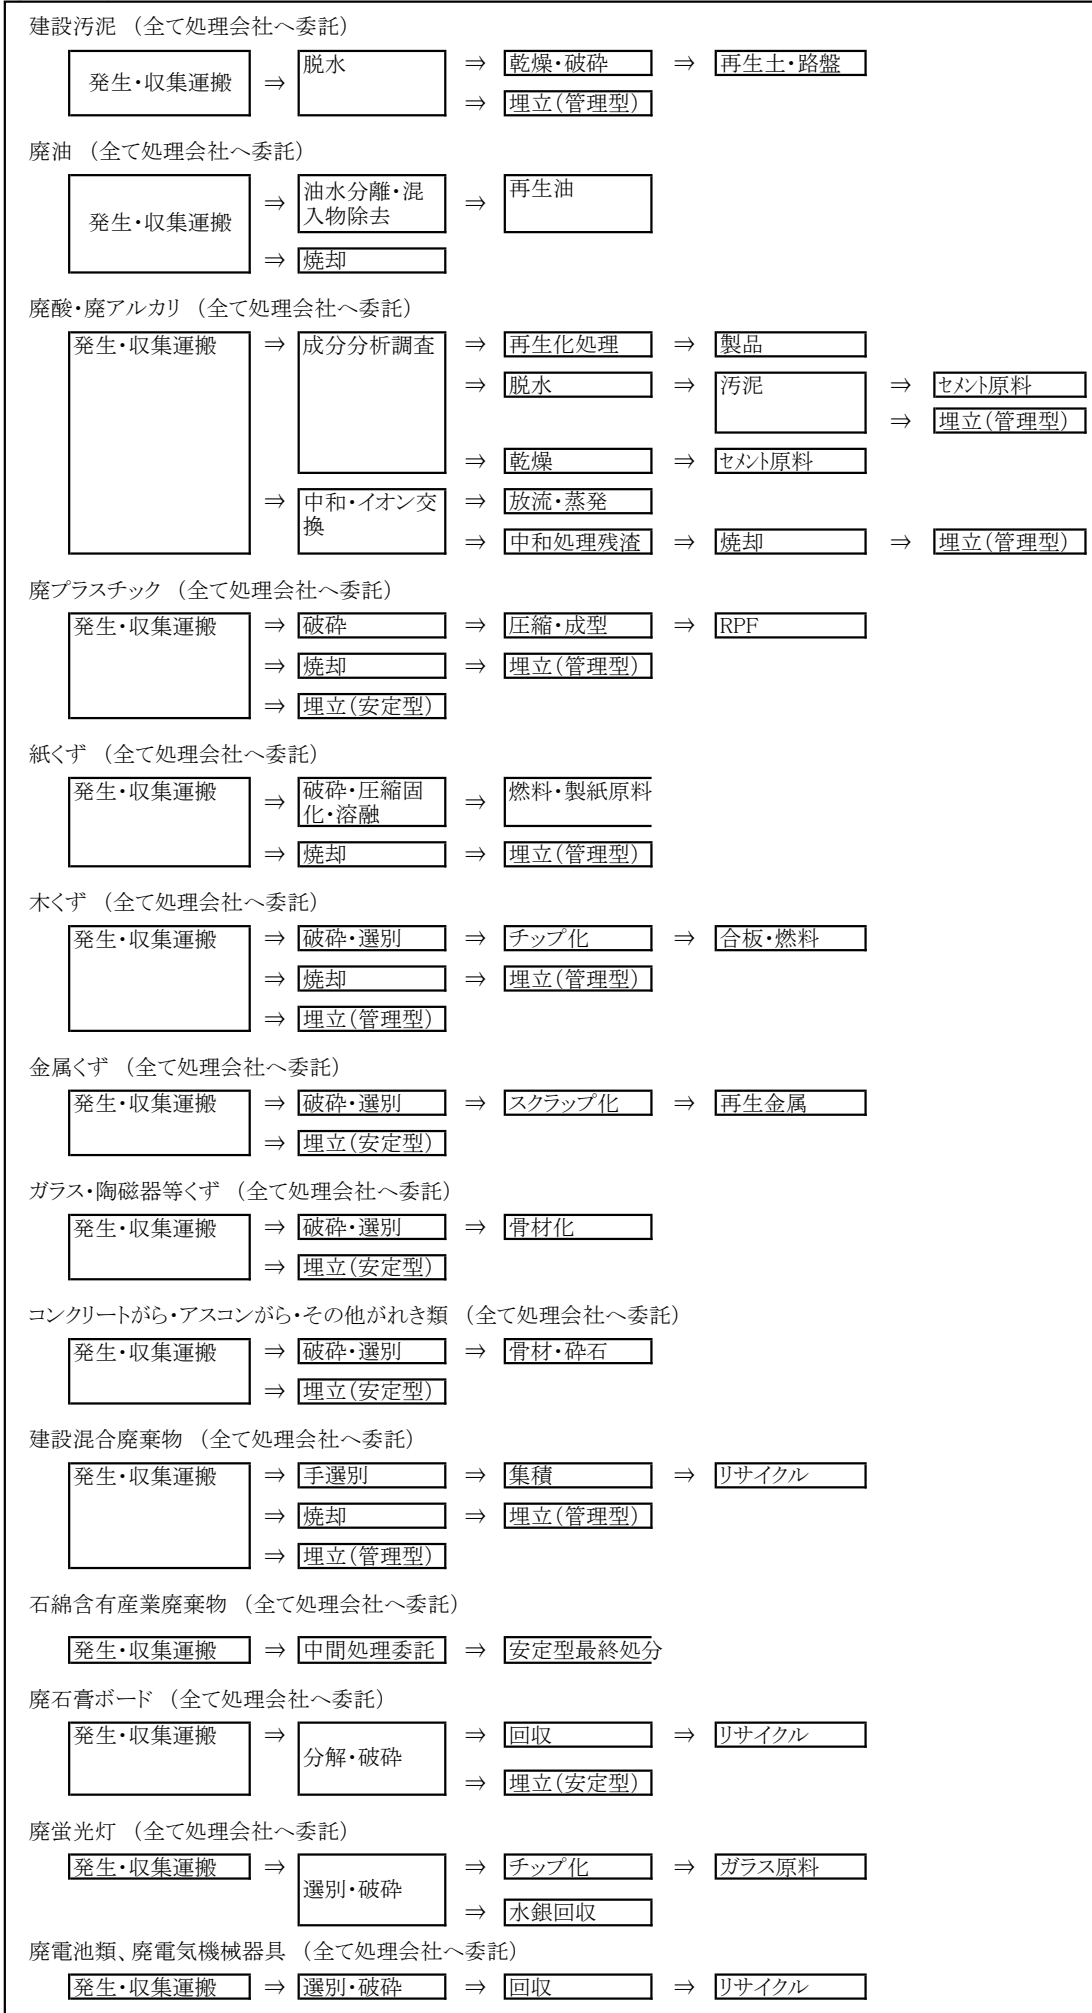 建設汚泥 (全て処理会社へ委託)
発生・収集運搬 ⇒ 脱水 ⇒ 乾燥・破砕 ⇒ 再生土・路盤
⇒ 埋立(管理型)
廃油 (全て処理会社へ委託)
発生・収集運搬 ⇒ 油水分離・混
入物除去 ⇒ 再生油
⇒ 焼却
廃酸・廃アルカリ (全て処理会社へ委託)
発生・収集運搬 ⇒ 成分分析調査 ⇒ 再生化処理 ⇒ 製品
⇒ 脱水 ⇒ 汚泥 ⇒ セメント原料
⇒ 埋立(管理型)
⇒ 乾燥 ⇒ セメント原料
⇒ 中和・イオン交
換 ⇒ 放流・蒸発
⇒ 中和処理残渣 ⇒ 焼却 ⇒ 埋立(管理型)
廃プラスチック (全て処理会社へ委託)
発生・収集運搬 ⇒ 破砕 ⇒ 圧縮・成型 ⇒ RPF
⇒ 焼却 ⇒ 埋立(管理型)
⇒ 埋立(安定型)
紙くず (全て処理会社へ委託)
発生・収集運搬 ⇒ 破砕・圧縮固
化・溶融 ⇒ 燃料・製紙原料
⇒ 焼却 ⇒ 埋立(管理型)
木くず (全て処理会社へ委託)
発生・収集運搬 ⇒ 破砕・選別 ⇒ チップ化 ⇒ 合板・燃料
⇒ 焼却 ⇒ 埋立(管理型)
⇒ 埋立(管理型)
金属くず (全て処理会社へ委託)
発生・収集運搬 ⇒ 破砕・選別 ⇒ スクラップ化 ⇒ 再生金属
⇒ 埋立(安定型)
ガラス・陶磁器等くず (全て処理会社へ委託)
発生・収集運搬 ⇒ 破砕・選別 ⇒ 骨材化
⇒ 埋立(安定型)
コンクリートがら・アスコンがら・その他がれき類 (全て処理会社へ委託)
発生・収集運搬 ⇒ 破砕・選別 ⇒ 骨材・砕石
⇒ 埋立(安定型)
建設混合廃棄物 (全て処理会社へ委託)
発生・収集運搬 ⇒ 手選別 ⇒ 集積 ⇒ リサイクル
⇒ 焼却 ⇒ 埋立(管理型)
⇒ 埋立(管理型)
石綿含有産業廃棄物 (全て処理会社へ委託)
発生・収集運搬 ⇒ 中間処理委託 ⇒ 安定型最終処分
廃石膏ボード (全て処理会社へ委託)
発生・収集運搬 ⇒ 分解・破砕 ⇒ 回収 ⇒ リサイクル
⇒ 埋立(安定型)
廃蛍光灯 (全て処理会社へ委託)
発生・収集運搬 ⇒ 選別・破砕 ⇒ チップ化 ⇒ ガラス原料
⇒ 水銀回収
廃電池類、廃電気機械器具 (全て処理会社へ委託)
発生・収集運搬 ⇒ 選別・破砕 ⇒ 回収 ⇒ リサイクル